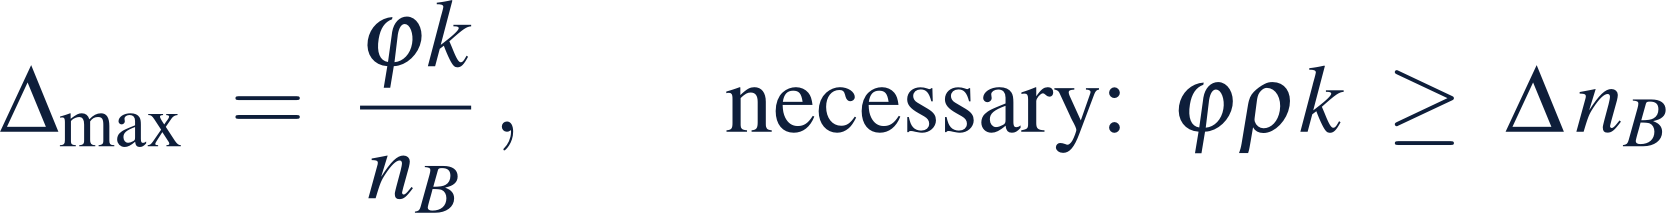 Δmax = φk / nB , necessary: φρk ≥ ΔnB